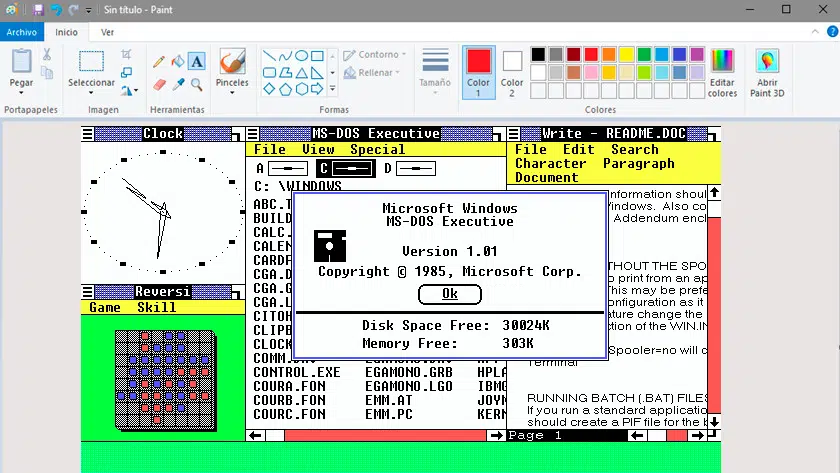 Sin título - Paint
Archivo Inicio Ver
Pegar
Seleccionar
Pinceles
Contorno
Rellenar
Tamaño
Color 1
Color 2
Editar colores
Abrir Paint 3D
Portapapeles Imagen Herramientas Formas Colores
Clock
MS-DOS Executive
File View Special
A C D
C: \WINDOWS
ABC.T
BUILD
CALC.
CALEN
CARDF
CGA.D
CGA.G
CGA.L
CITOH
CLIPB
CLOCK
COMM.
CONTROL.EXE EGAMONO.GRB HPLA
COURA.FON EGAMONO.LGO IBMG
COURB.FON EMM.AT JOYM
COURC.FON EMM.PC KERN
Microsoft Windows
MS-DOS Executive
Version 1.01
Copyright © 1985, Microsoft Corp.
Ok
Disk Space Free: 30024K
Memory Free: 303K
Write - README.DOC
File Edit Search
Character Paragraph
Document
nformation shoul
indows. Also co
Addendum encl
THOUT THE SPO
o print from an ap
This may be prefe
onfiguration as it
ature change the
ction of the WIN.IN
Spooler=no will c
Terminal
RUNNING BATCH (.BAT) FILES
If you run a standard application
should create a PIF file for the b
Page 1
Reversi
Game Skill